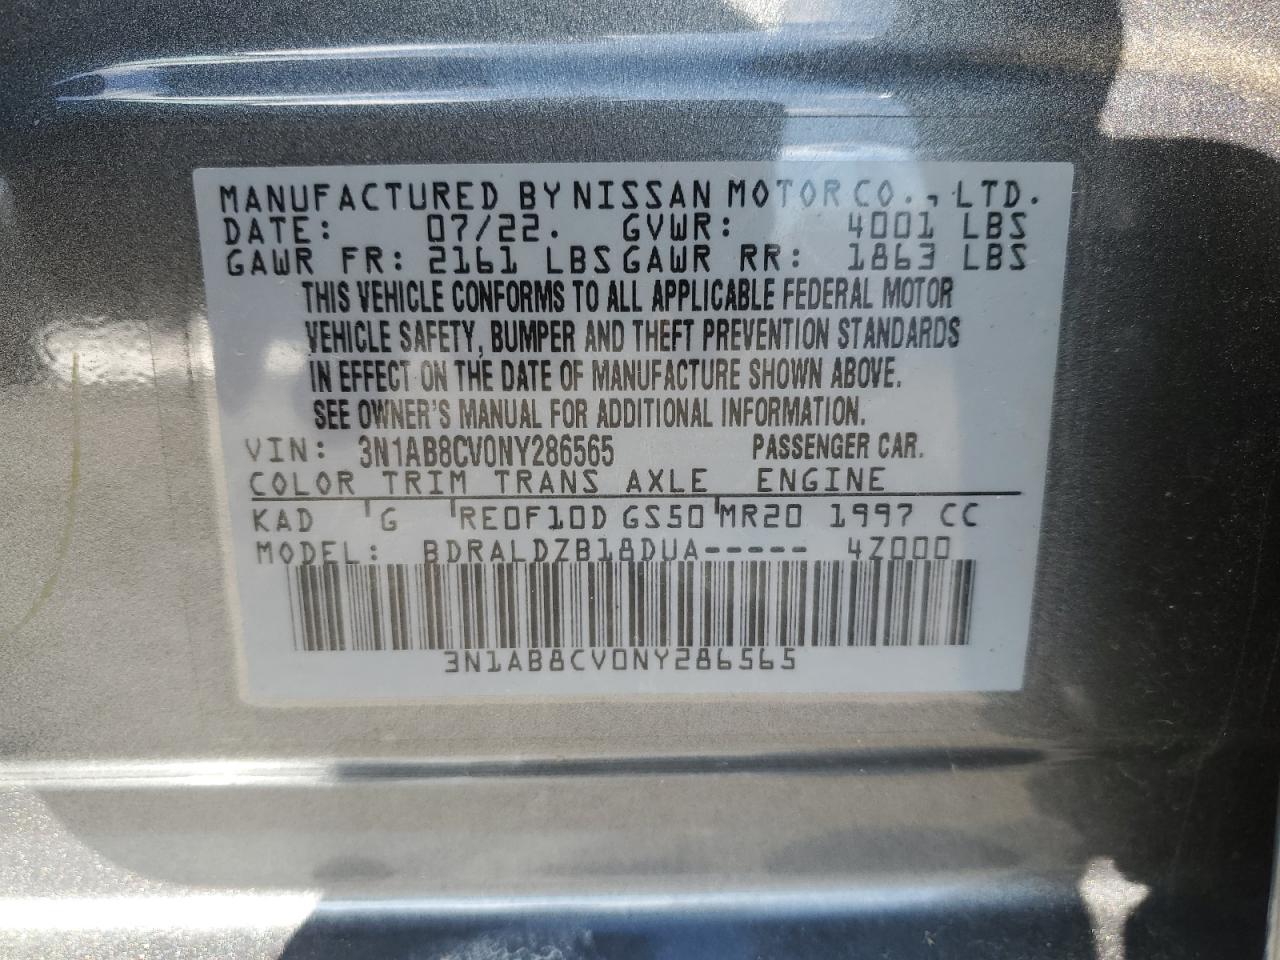 MANUFACTURED BY NISSAN MOTOR CO., LTD.
DATE: 07/22. GVWR: 4001 LBS
GAWR FR: 2161 LBS GAWR RR: 1863 LBS
THIS VEHICLE CONFORMS TO ALL APPLICABLE FEDERAL MOTOR
VEHICLE SAFETY, BUMPER AND THEFT PREVENTION STANDARDS
IN EFFECT ON THE DATE OF MANUFACTURE SHOWN ABOVE.
SEE OWNER'S MANUAL FOR ADDITIONAL INFORMATION.
VIN: 3N1AB8CV0NY286565 PASSENGER CAR.
COLOR TRIM TRANS AXLE ENGINE
KAD G RE0F10D GS50 MR20 1997 CC
MODEL: BDRALDZB18DUA----- 4Z000
3N1AB8CV0NY286565